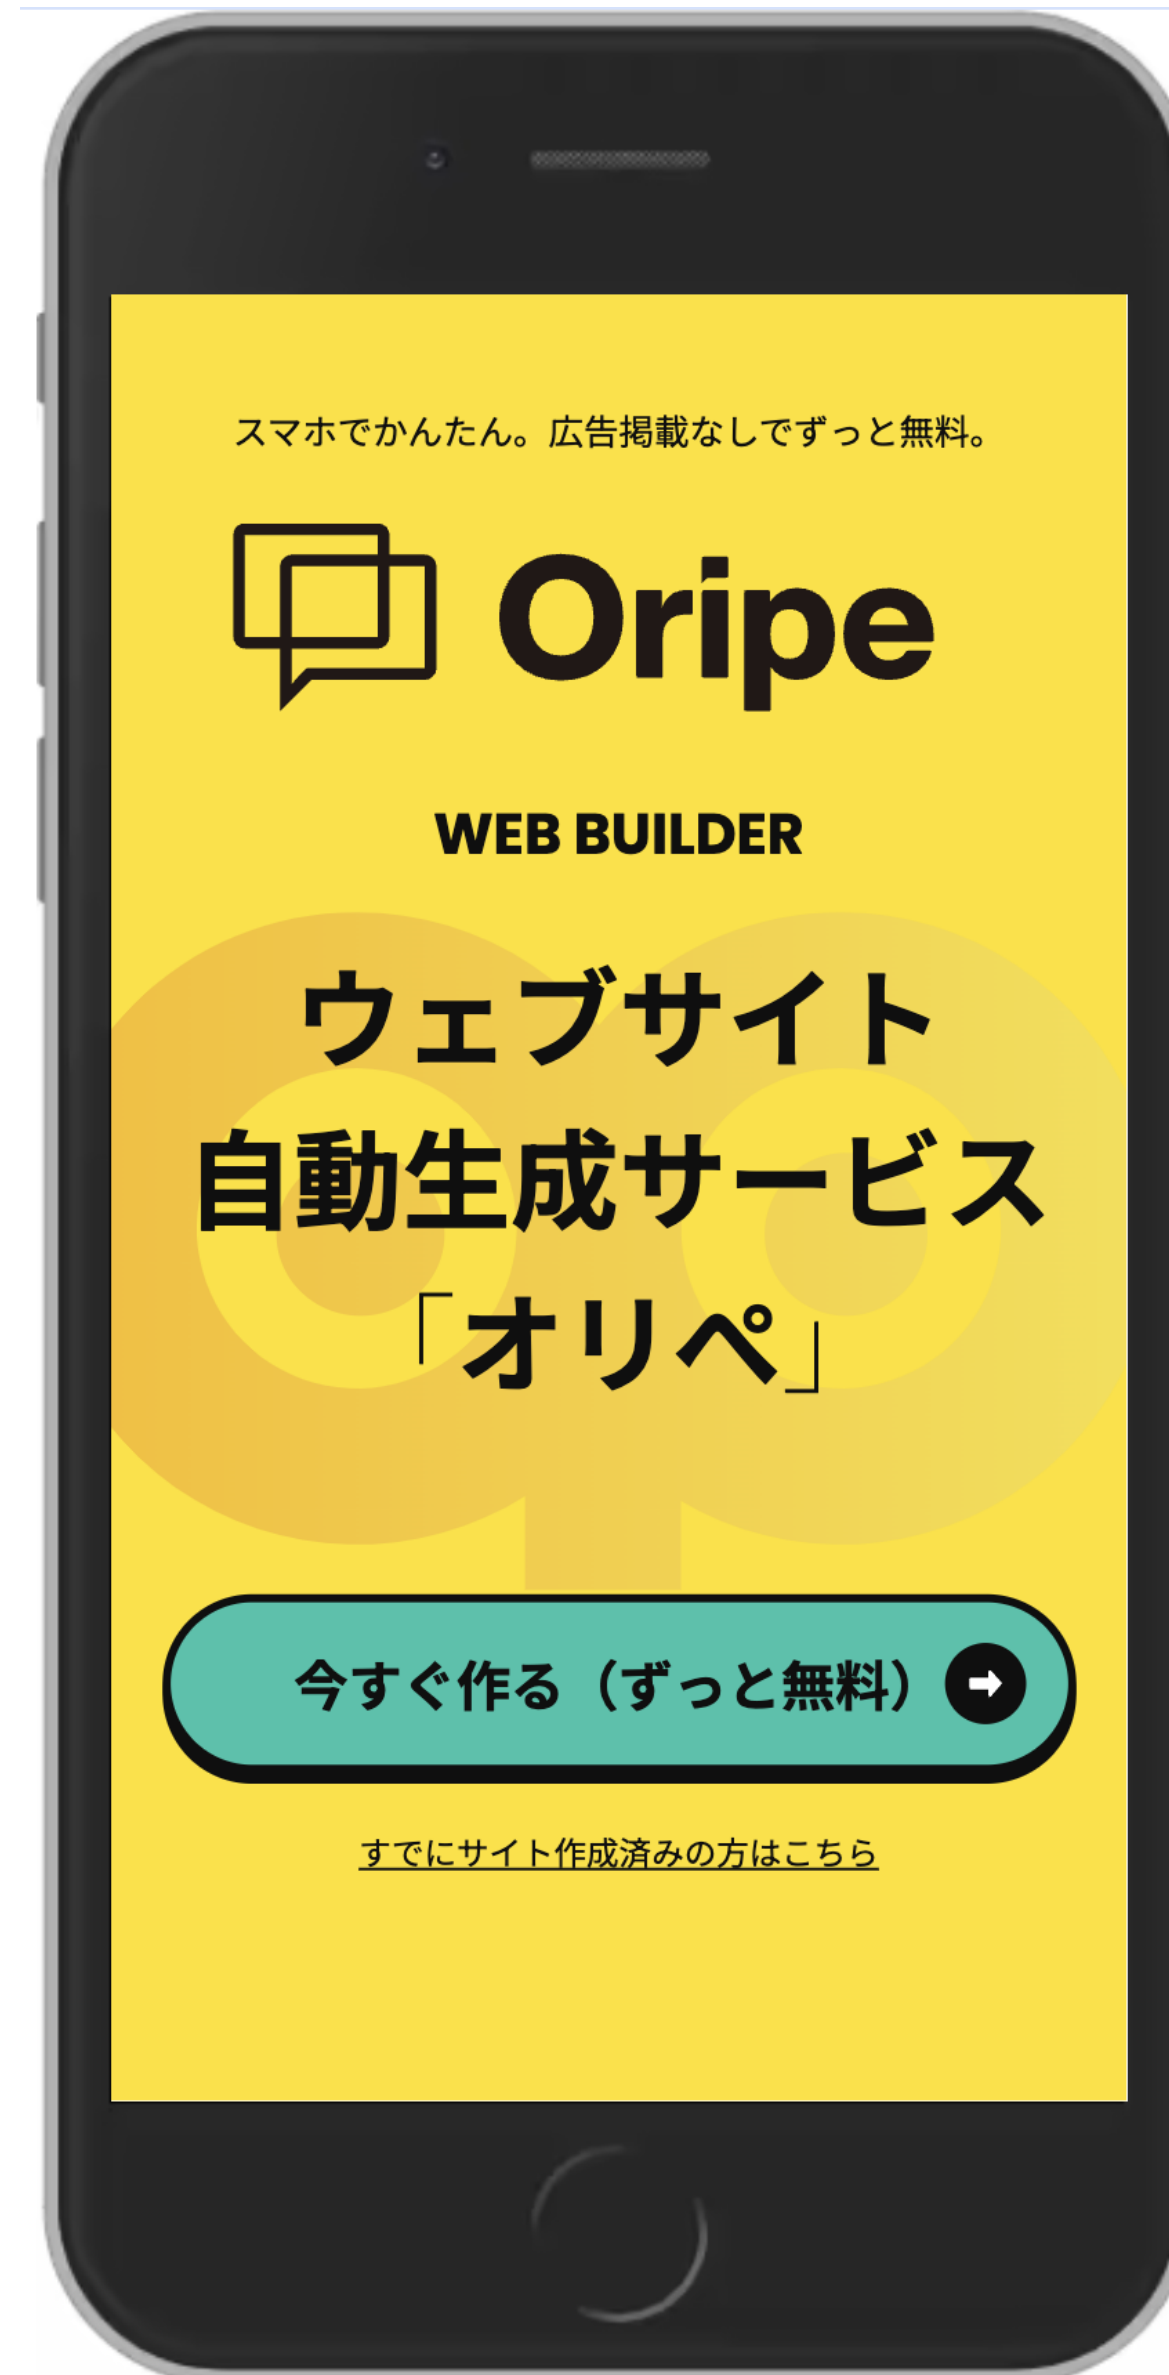 スマホでかんたん。広告掲載なしでずっと無料。
Oripe
WEB BUILDER
ウェブサイト
自動生成サービス
「オリペ」
今すぐ作る（ずっと無料）
すでにサイト作成済みの方はこちら